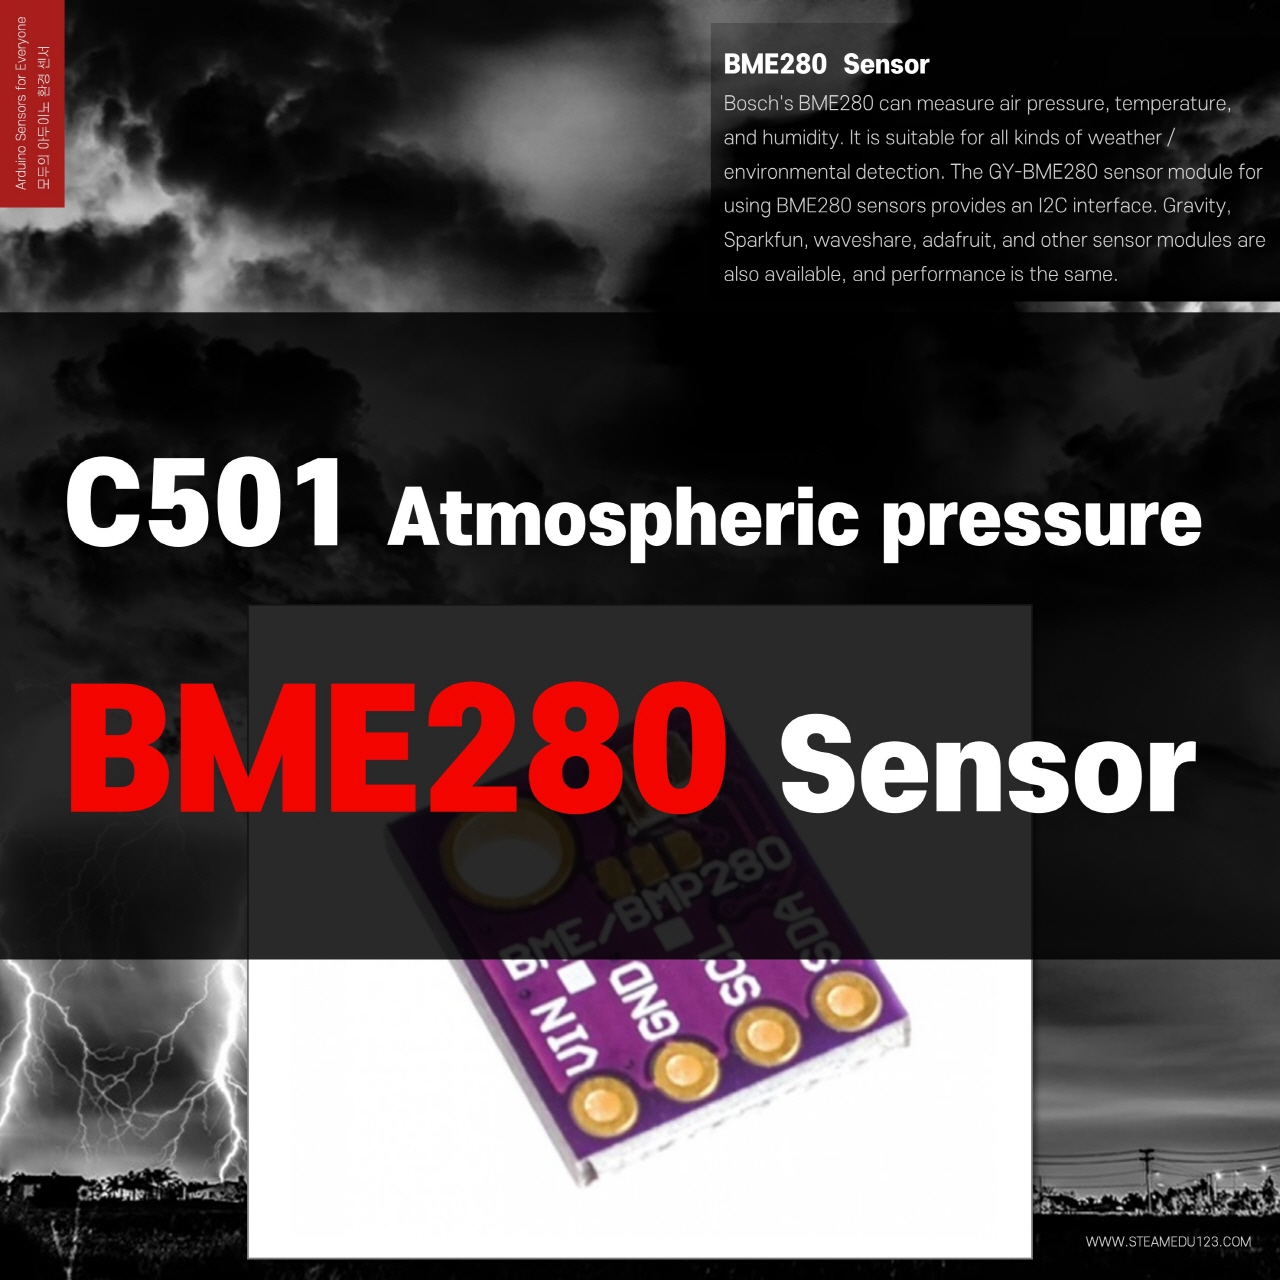 Arduino Sensors for Everyone
모두의 아두이노 환경 센서
BME280 Sensor
Bosch's BME280 can measure air pressure, temperature,
and humidity. It is suitable for all kinds of weather /
environmental detection. The GY-BME280 sensor module for
using BME280 sensors provides an I2C interface. Gravity,
Sparkfun, waveshare, adafruit, and other sensor modules are
also available, and performance is the same.
C501 Atmospheric pressure
BME280 Sensor
BME/BMP280
VIN
GND
SCL
SDA
WWW.STEAMEDU123.COM